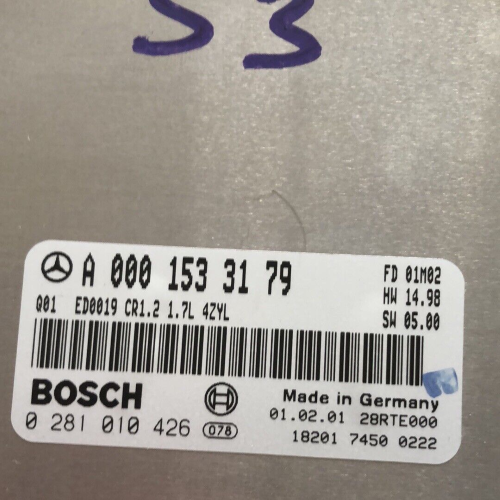 53
A 000 153 31 79
FD 01M02
HW 14.98
Q01 ED0019 CR1.2 1.7L 4ZYL
SW 05.00
BOSCH
Made in Germany
0 281 010 426 078
01.02.01 28RTE000
18201 7450 0222